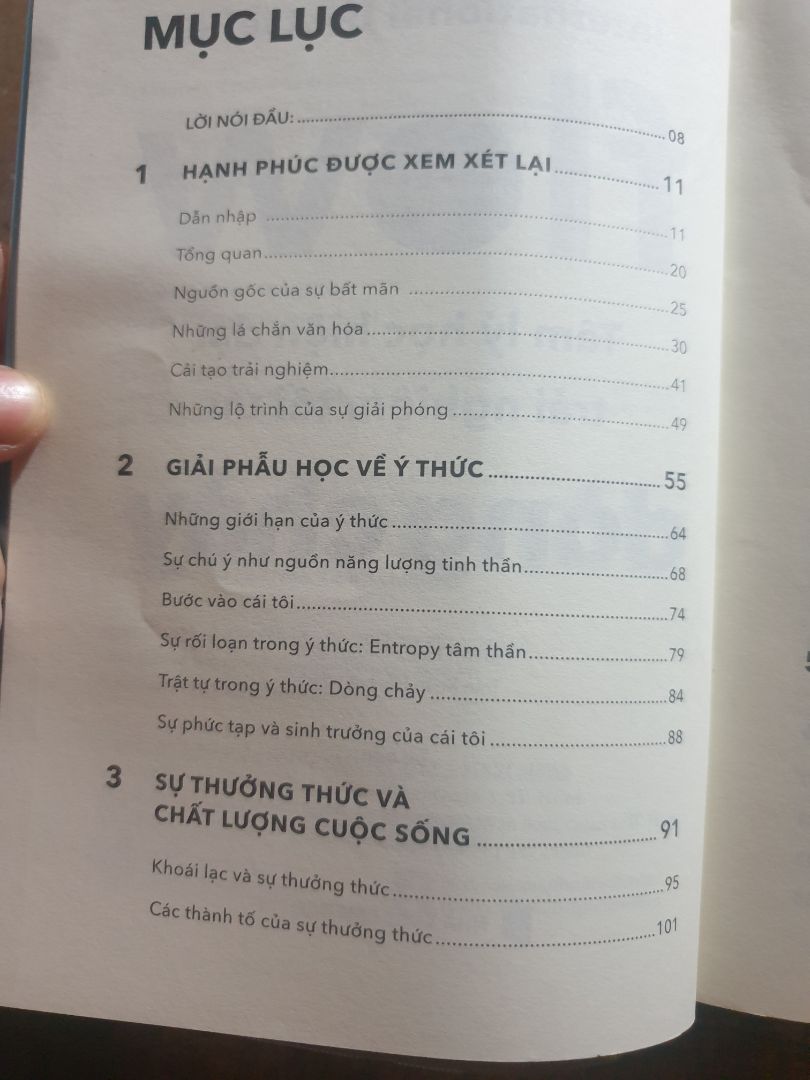 MỤC LỤC
LỜI NÓI ĐẦU: 08
1 HẠNH PHÚC ĐƯỢC XEM XÉT LẠI 11
Dẫn nhập 11
Tổng quan 20
Nguồn gốc của sự bất mãn 25
Những lá chắn văn hóa 30
Cải tạo trải nghiệm 41
Những lộ trình của sự giải phóng 49
2 GIẢI PHẪU HỌC VỀ Ý THỨC 55
Những giới hạn của ý thức 64
Sự chú ý như nguồn năng lượng tinh thần 68
Bước vào cái tôi 74
Sự rối loạn trong ý thức: Entropy tâm thần 79
Trật tự trong ý thức: Dòng chảy 84
Sự phức tạp và sinh trưởng của cái tôi 88
3 SỰ THƯỞNG THỨC VÀ
CHẤT LƯỢNG CUỘC SỐNG 91
Khoái lạc và sự thưởng thức 95
Các thành tố của sự thưởng thức 101